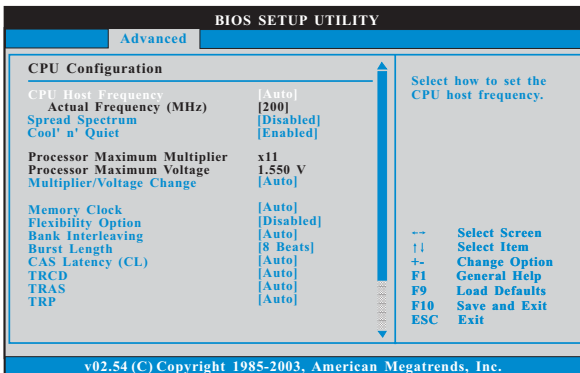 BIOS SETUP UTILITY
Advanced
CPU Configuration
CPU Host Frequency [Auto]
Actual Frequency (MHz) [200]
Spread Spectrum [Disabled]
Cool' n' Quiet [Enabled]
Processor Maximum Multiplier x11
Processor Maximum Voltage 1.550 V
Multiplier/Voltage Change [Auto]
Memory Clock [Auto]
Flexibility Option [Disabled]
Bank Interleaving [Auto]
Burst Length [8 Beats]
CAS Latency (CL) [Auto]
TRCD [Auto]
TRAS [Auto]
TRP [Auto]
Select how to set the
CPU host frequency.
←→ Select Screen
↑↓ Select Item
+- Change Option
F1 General Help
F9 Load Defaults
F10 Save and Exit
ESC Exit
v02.54 (C) Copyright 1985-2003, American Megatrends, Inc.